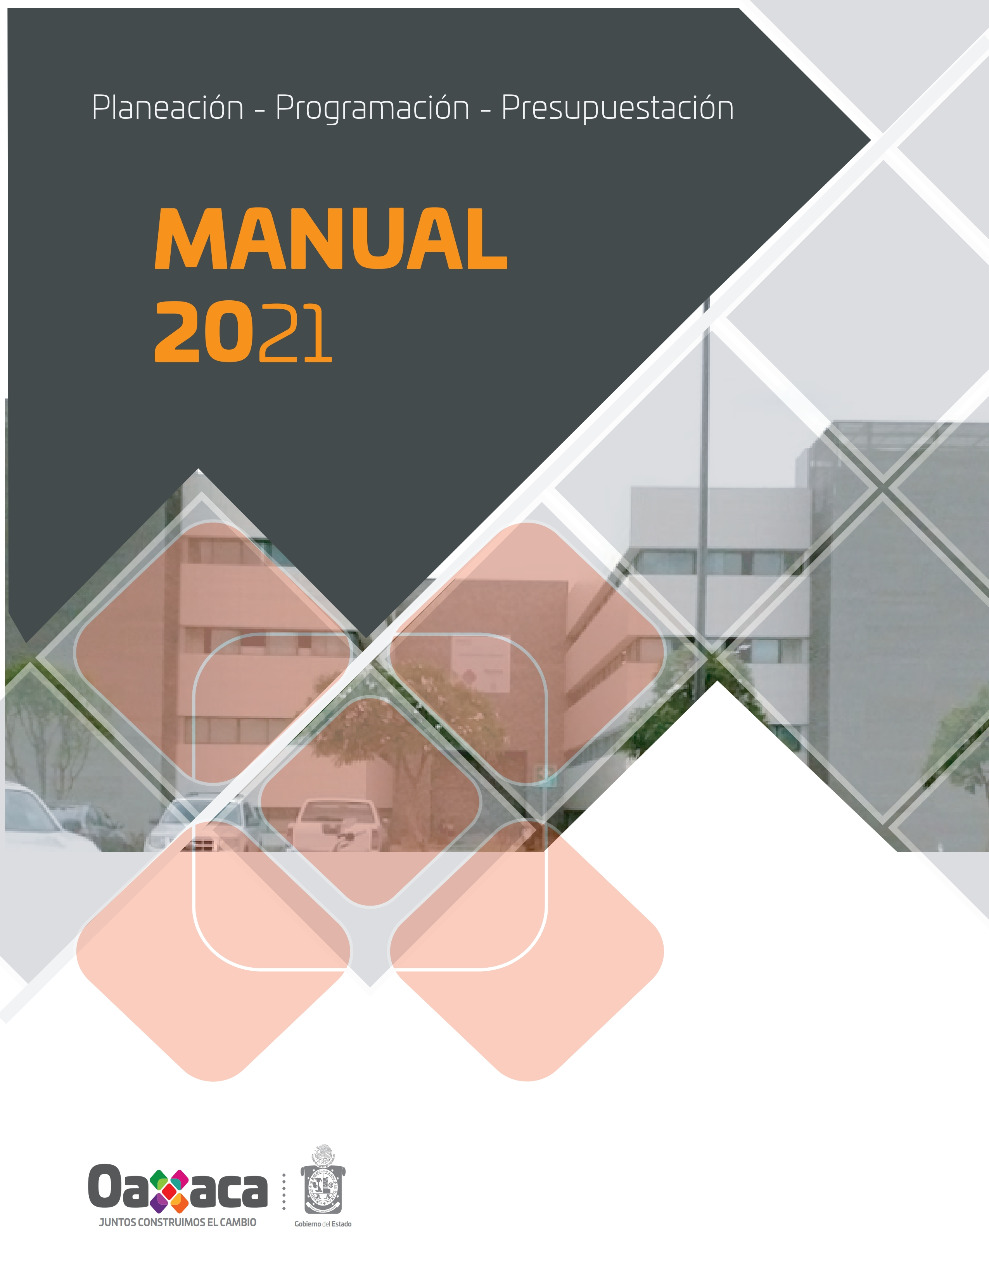 Planeación - Programación - Presupuestación
MANUAL
2021
Oaxaca
JUNTOS CONSTRUIMOS EL CAMBIO
Gobierno del Estado